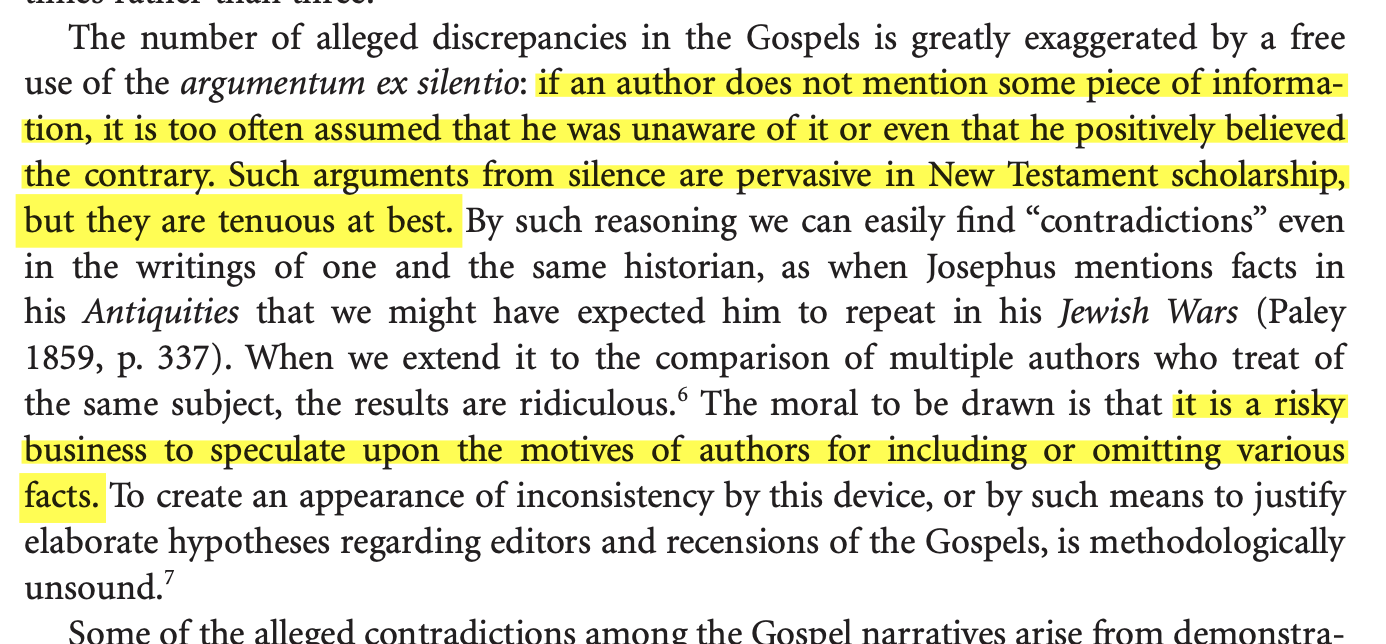 times rather than three.
The number of alleged discrepancies in the Gospels is greatly exaggerated by a free
use of the argumentum ex silentio: if an author does not mention some piece of informa-
tion, it is too often assumed that he was unaware of it or even that he positively believed
the contrary. Such arguments from silence are pervasive in New Testament scholarship,
but they are tenuous at best. By such reasoning we can easily find “contradictions” even
in the writings of one and the same historian, as when Josephus mentions facts in
his Antiquities that we might have expected him to repeat in his Jewish Wars (Paley
1859, p. 337). When we extend it to the comparison of multiple authors who treat of
the same subject, the results are ridiculous.⁶ The moral to be drawn is that it is a risky
business to speculate upon the motives of authors for including or omitting various
facts. To create an appearance of inconsistency by this device, or by such means to justify
elaborate hypotheses regarding editors and recensions of the Gospels, is methodologically
unsound.⁷
Some of the alleged contradictions among the Gospel narratives arise from demonstra-